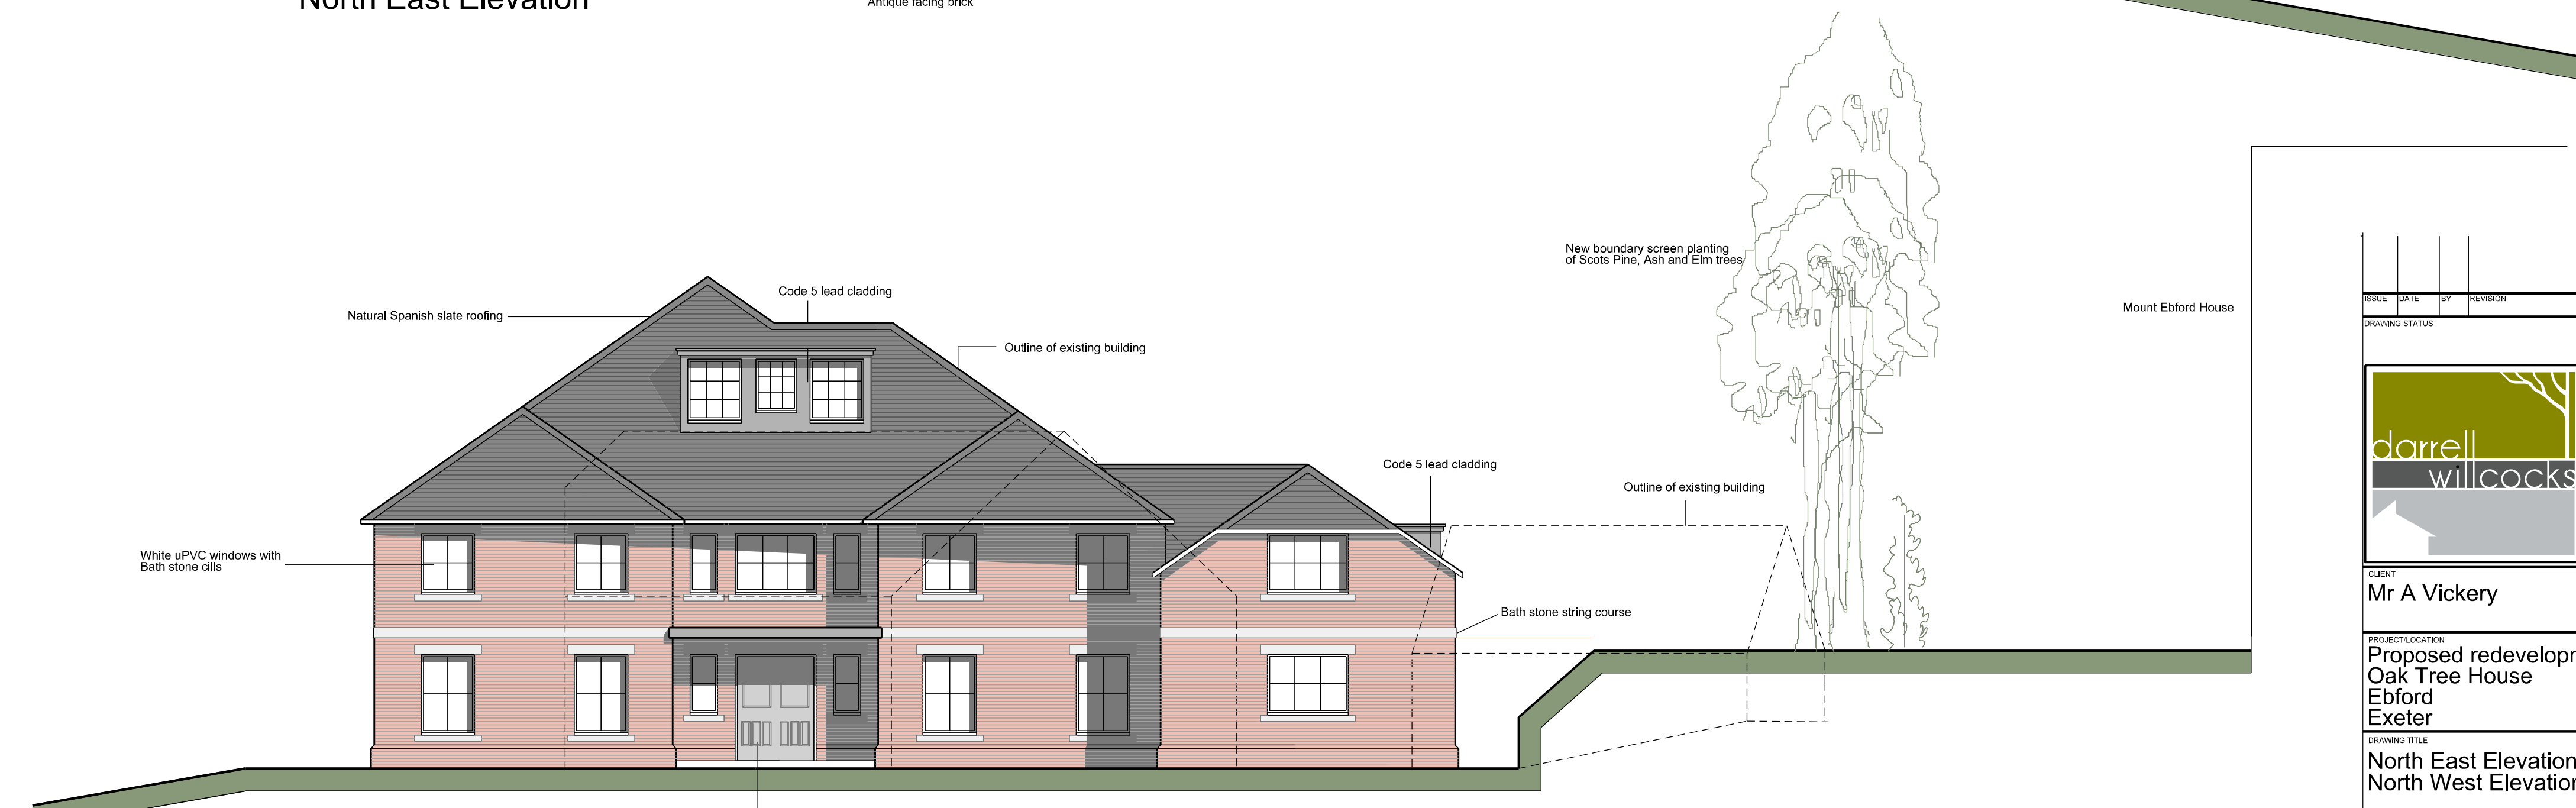 North East Elevation
Antique facing brick
New boundary screen planting
of Scots Pine, Ash and Elm trees
Code 5 lead cladding
Natural Spanish slate roofing
Outline of existing building
Mount Ebford House
Code 5 lead cladding
Outline of existing building
White uPVC windows with
Bath stone cills
Bath stone string course
ISSUE DATE BY REVISION
DRAWING STATUS
darrell
willcocks
CLIENT
Mr A Vickery
PROJECT/LOCATION
Proposed redevelopm
Oak Tree House
Ebford
Exeter
DRAWING TITLE
North East Elevation
North West Elevation